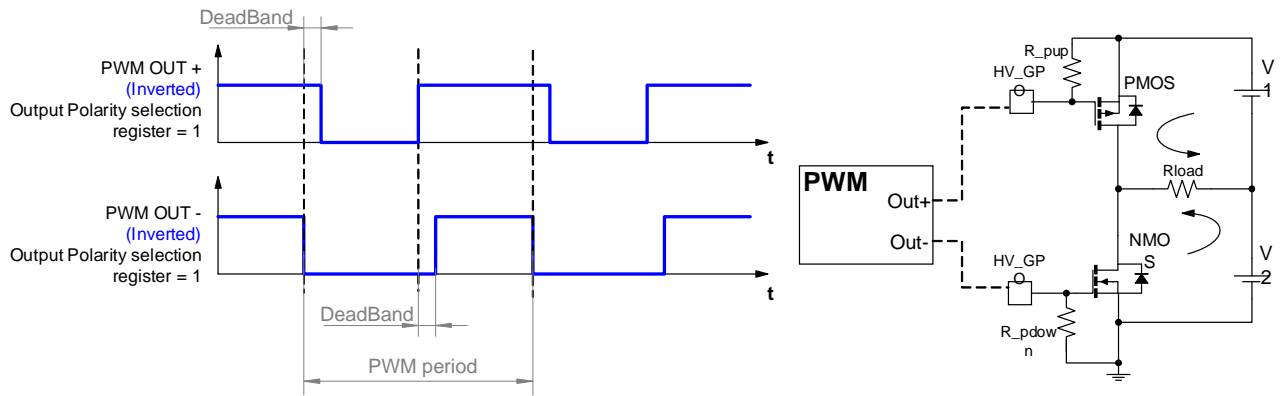 DeadBand
PWM OUT +
(Inverted)
Output Polarity selection
register = 1
t
PWM OUT -
(Inverted)
Output Polarity selection
register = 1
t
DeadBand
PWM period
PWM
Out+
Out-
R_pup
HV_GP
O
PMOS
V
1
Rload
NMO
S
HV_GP
O
V
2
R_pdow
n